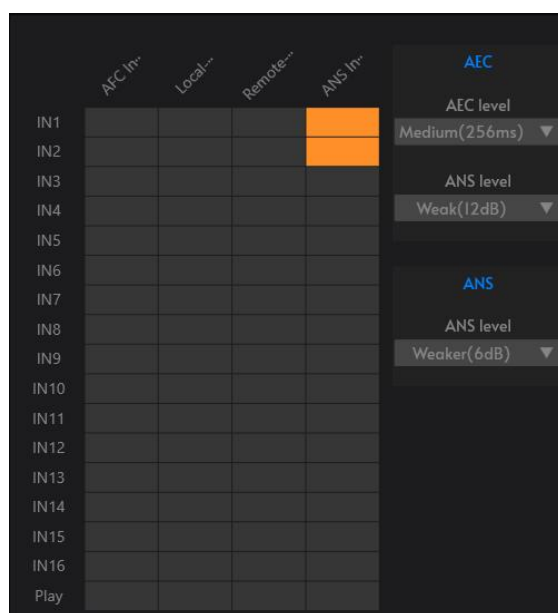 AFC In··
Local-··
Remote-··
ANS In··
AEC
AEC level
Medium(256ms)
ANS level
Weak(12dB)
ANS
ANS level
Weaker(6dB)
IN1
IN2
IN3
IN4
IN5
IN6
IN7
IN8
IN9
IN10
IN11
IN12
IN13
IN14
IN15
IN16
Play